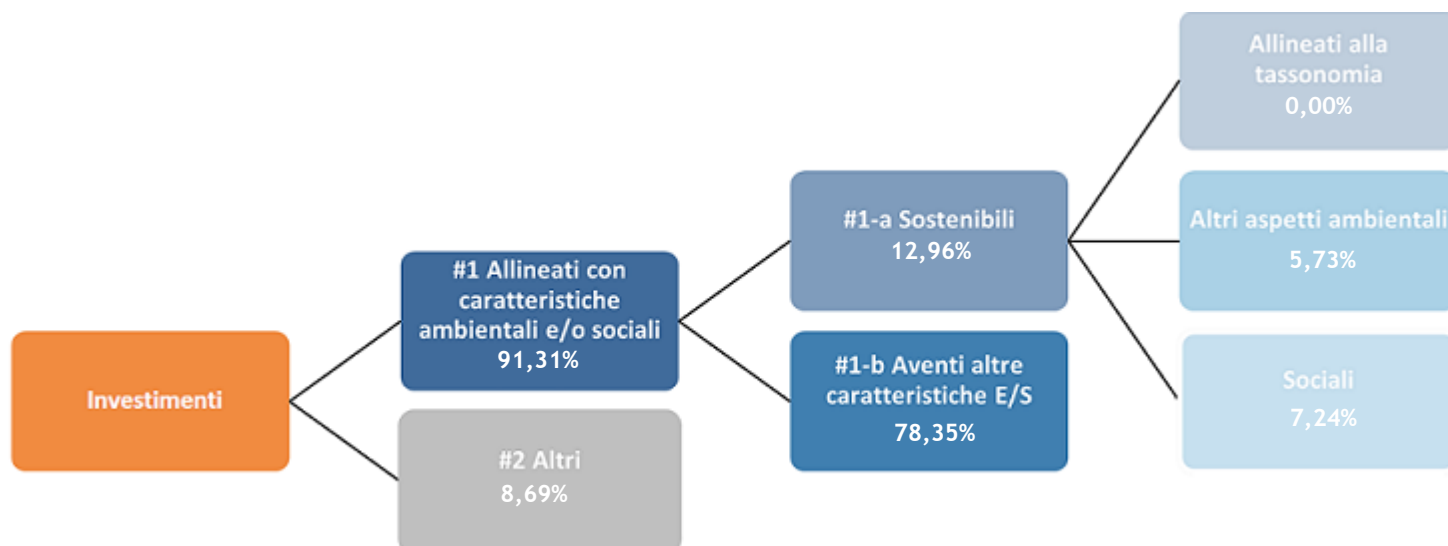 Investimenti
#1 Allineati con
caratteristiche
ambientali e/o sociali
91,31%
#2 Altri
8,69%
#1-a Sostenibili
12,96%
#1-b Aventi altre
caratteristiche E/S
78,35%
Allineati alla
tassonomia
0,00%
Altri aspetti ambientali
5,73%
Sociali
7,24%